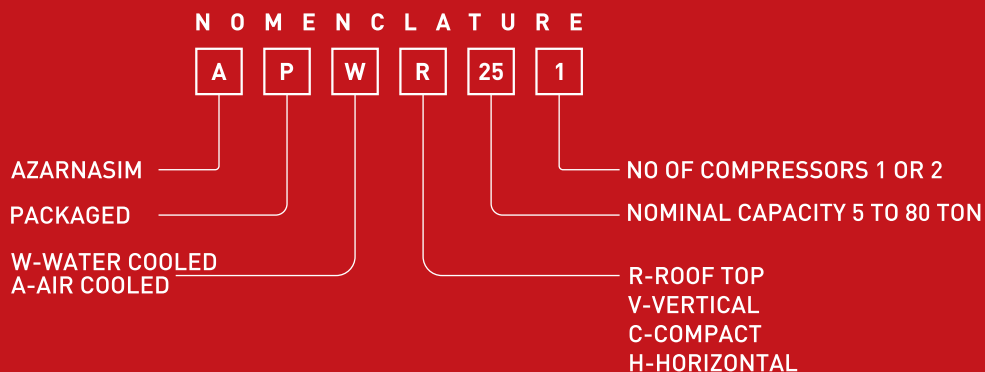 NOMENCLATURE
A P W R 25 1
AZARNASIM
PACKAGED
W-WATER COOLED
A-AIR COOLED
NO OF COMPRESSORS 1 OR 2
NOMINAL CAPACITY 5 TO 80 TON
R-ROOF TOP
V-VERTICAL
C-COMPACT
H-HORIZONTAL